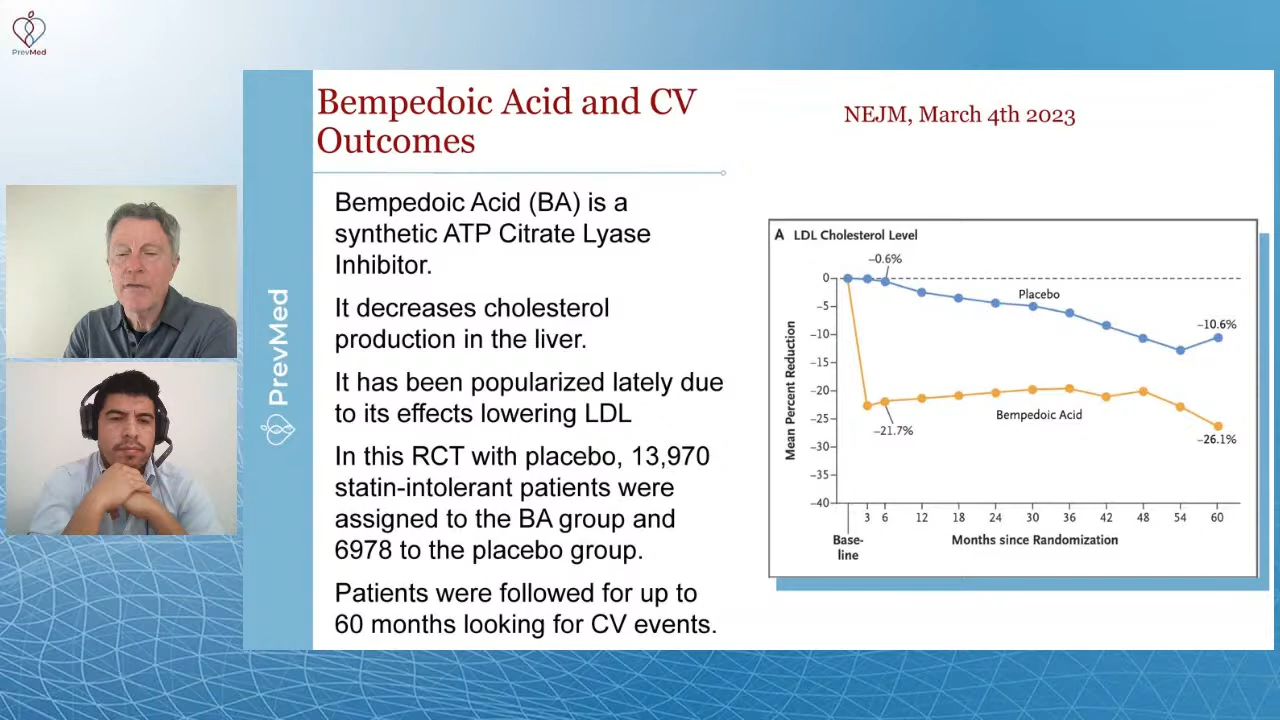 PrevMed
Bempedoic Acid and CV
Outcomes
NEJM, March 4th 2023
PrevMed
Bempedoic Acid (BA) is a
synthetic ATP Citrate Lyase
Inhibitor.
It decreases cholesterol
production in the liver.
It has been popularized lately due
to its effects lowering LDL
In this RCT with placebo, 13,970
statin-intolerant patients were
assigned to the BA group and
6978 to the placebo group.
Patients were followed for up to
60 months looking for CV events.
A LDL Cholesterol Level
Mean Percent Reduction
0
−5
−10
−15
−20
−25
−30
−35
−40
−0.6%
Placebo
−10.6%
−21.7%
Bempedoic Acid
−26.1%
Base-
line
3 6 12 18 24 30 36 42 48 54 60
Months since Randomization